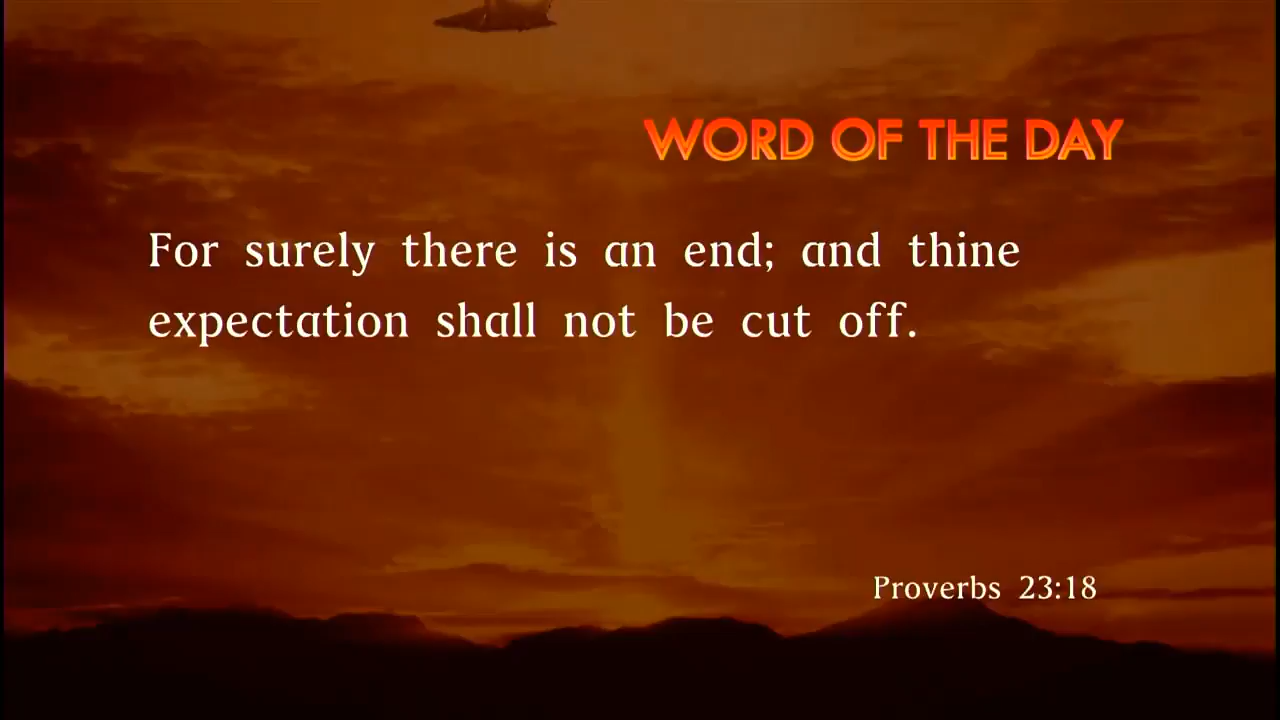 WORD OF THE DAY
For surely there is an end; and thine
expectation shall not be cut off.
Proverbs 23:18